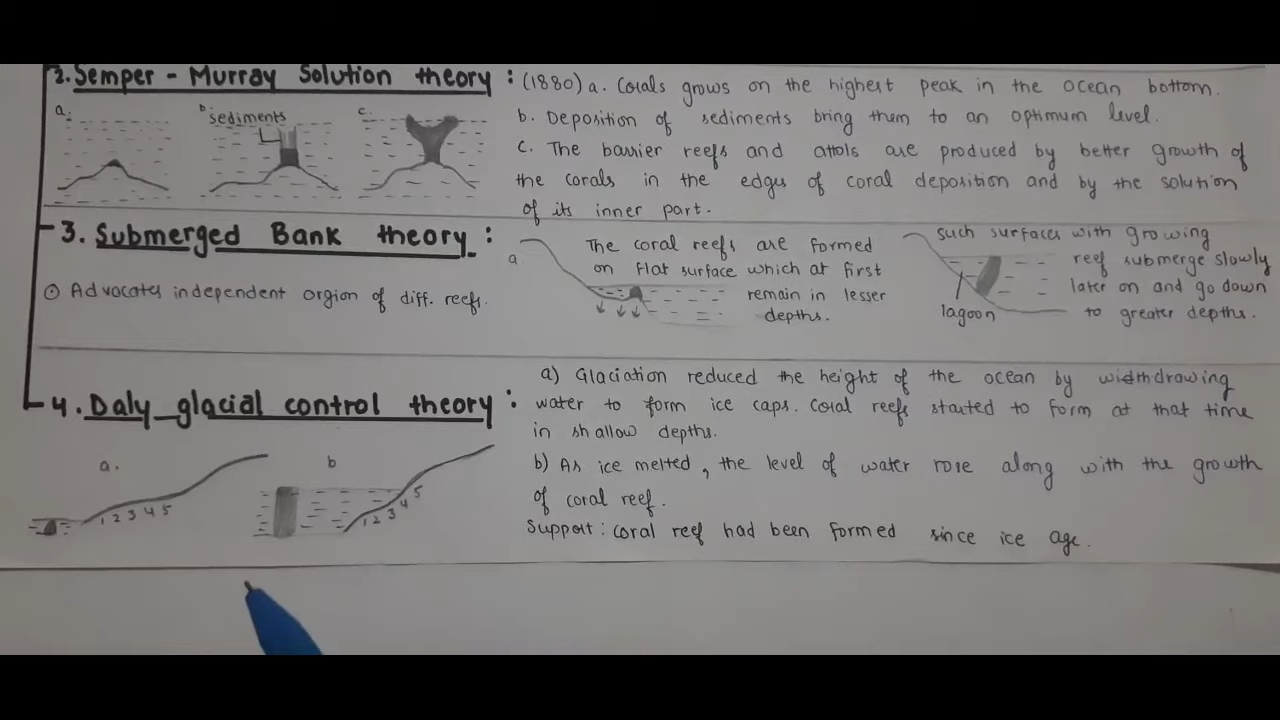 2. Semper - Murray Solution theory :
a.
b sediments
c.
(1880) a. Corals grows on the highest peak in the ocean bottom.
b. Deposition of sediments bring them to an optimum level.
c. The barrier reefs and attols are produced by better growth of
the corals in the edgus of coral deposition and by the solution
of its inner part.
3. Submerged Bank theory :
⊙ Advocates independent orgion of diff. reefs.
a.
The coral reefs are formed
on flat surface which at first
remain in lesser
depths.
such surfaces with growing
reef submerge slowly
later on and go down
to greater depths.
lagoon
4. Daly glacial control theory :
a.
1 2 3 4 5
b
1 2 3 4 5
a) Glaciation reduced the height of the ocean by widthdrawing
water to form ice caps. Coral reefs started to form at that time
in shallow depths.
b) As ice melted, the level of water rose along with the growth
of coral reef.
Support : coral reef had been formed since ice age.